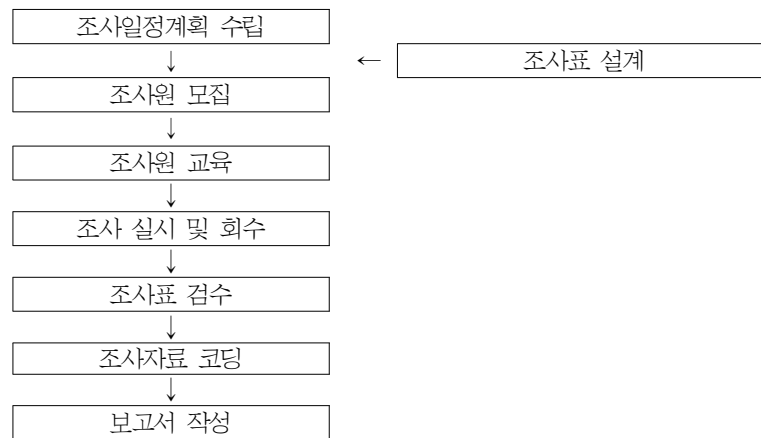 조사일정계획 수립
↓
← 조사표 설계
조사원 모집
↓
조사원 교육
↓
조사 실시 및 회수
↓
조사표 검수
↓
조사자료 코딩
↓
보고서 작성